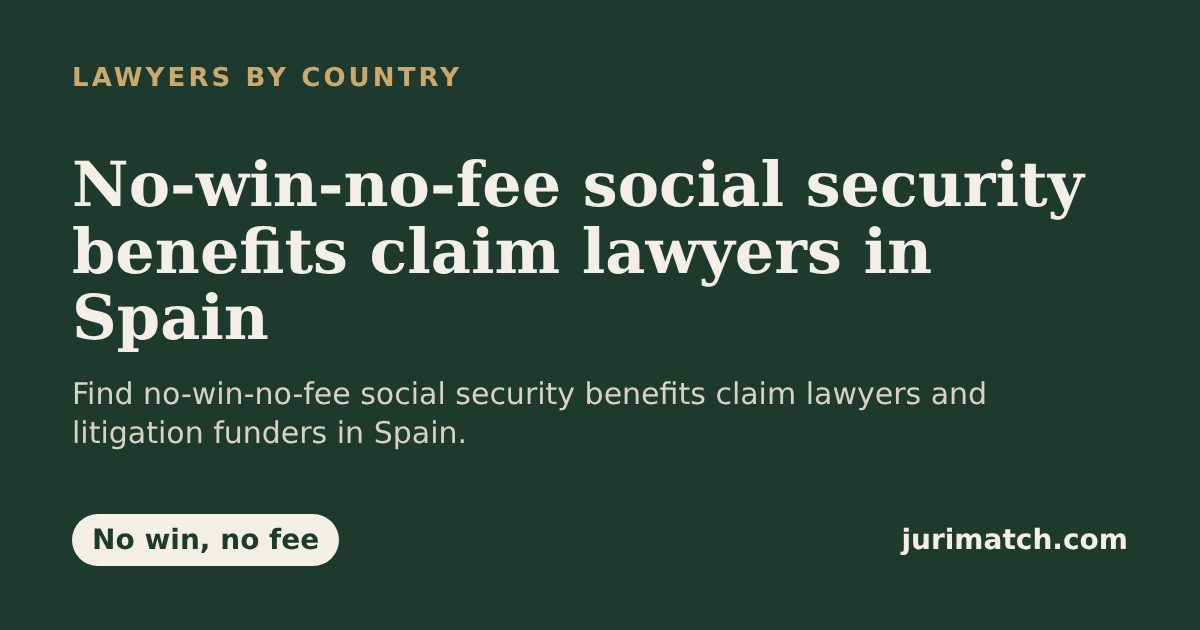 LAWYERS BY COUNTRY
No-win-no-fee social security
benefits claim lawyers in
Spain
Find no-win-no-fee social security benefits claim lawyers and
litigation funders in Spain.
No win, no fee
jurimatch.com